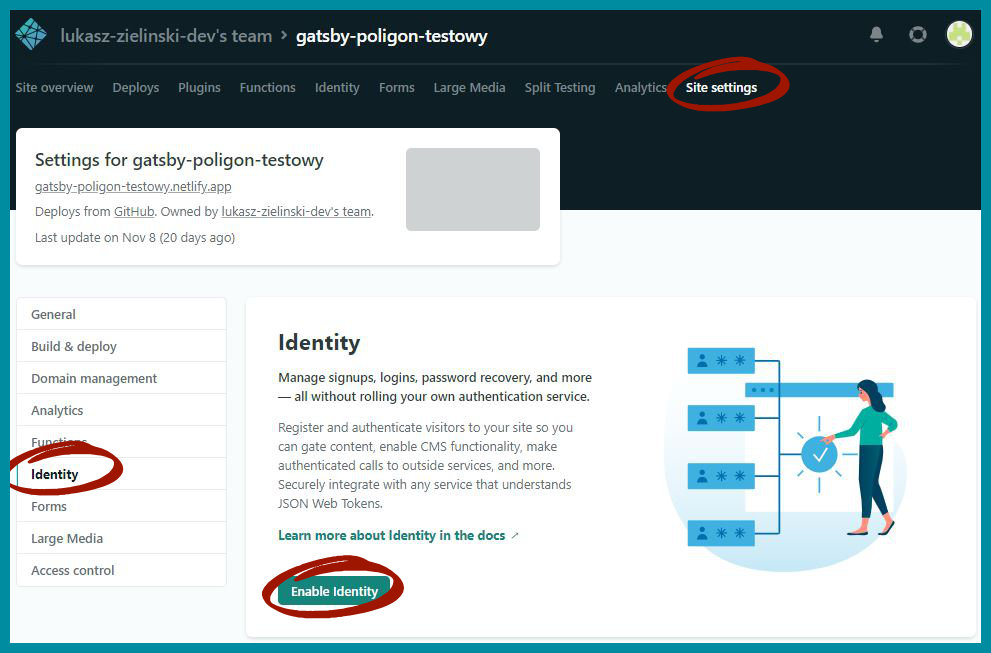 lukasz-zielinski-dev's team > gatsby-poligon-testowy
Site overview Deploys Plugins Functions Identity Forms Large Media Split Testing Analytics Site settings
Settings for gatsby-poligon-testowy
gatsby-poligon-testowy.netlify.app
Deploys from GitHub. Owned by lukasz-zielinski-dev's team.
Last update on Nov 8 (20 days ago)
General
Build & deploy
Domain management
Analytics
Functions
Identity
Forms
Large Media
Access control
Identity
Manage signups, logins, password recovery, and more
— all without rolling your own authentication service.
Register and authenticate visitors to your site so you
can gate content, enable CMS functionality, make
authenticated calls to outside services, and more.
Securely integrate with any service that understands
JSON Web Tokens.
Learn more about Identity in the docs ↗
Enable Identity